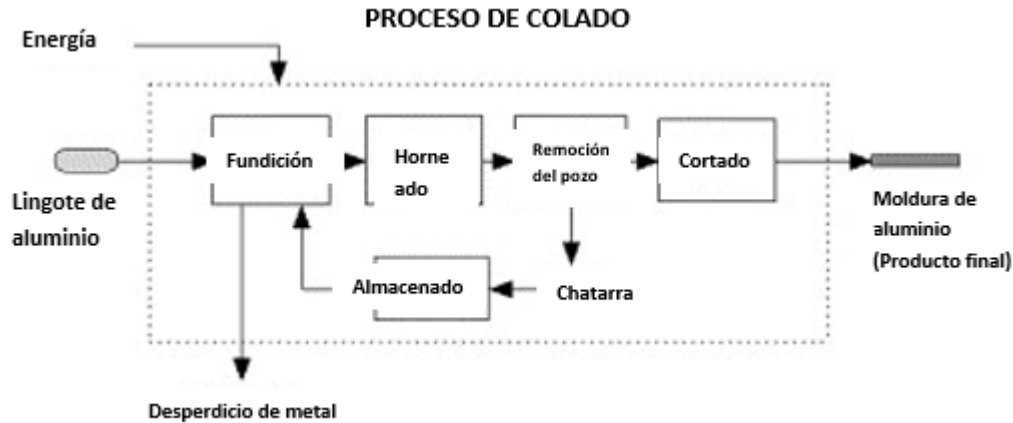 PROCESO DE COLADO
Energía
Fundición
Horne
ado
Remoción
del pozo
Cortado
Lingote de
aluminio
Moldura de
aluminio
(Producto final)
Almacenado
Chatarra
Desperdicio de metal